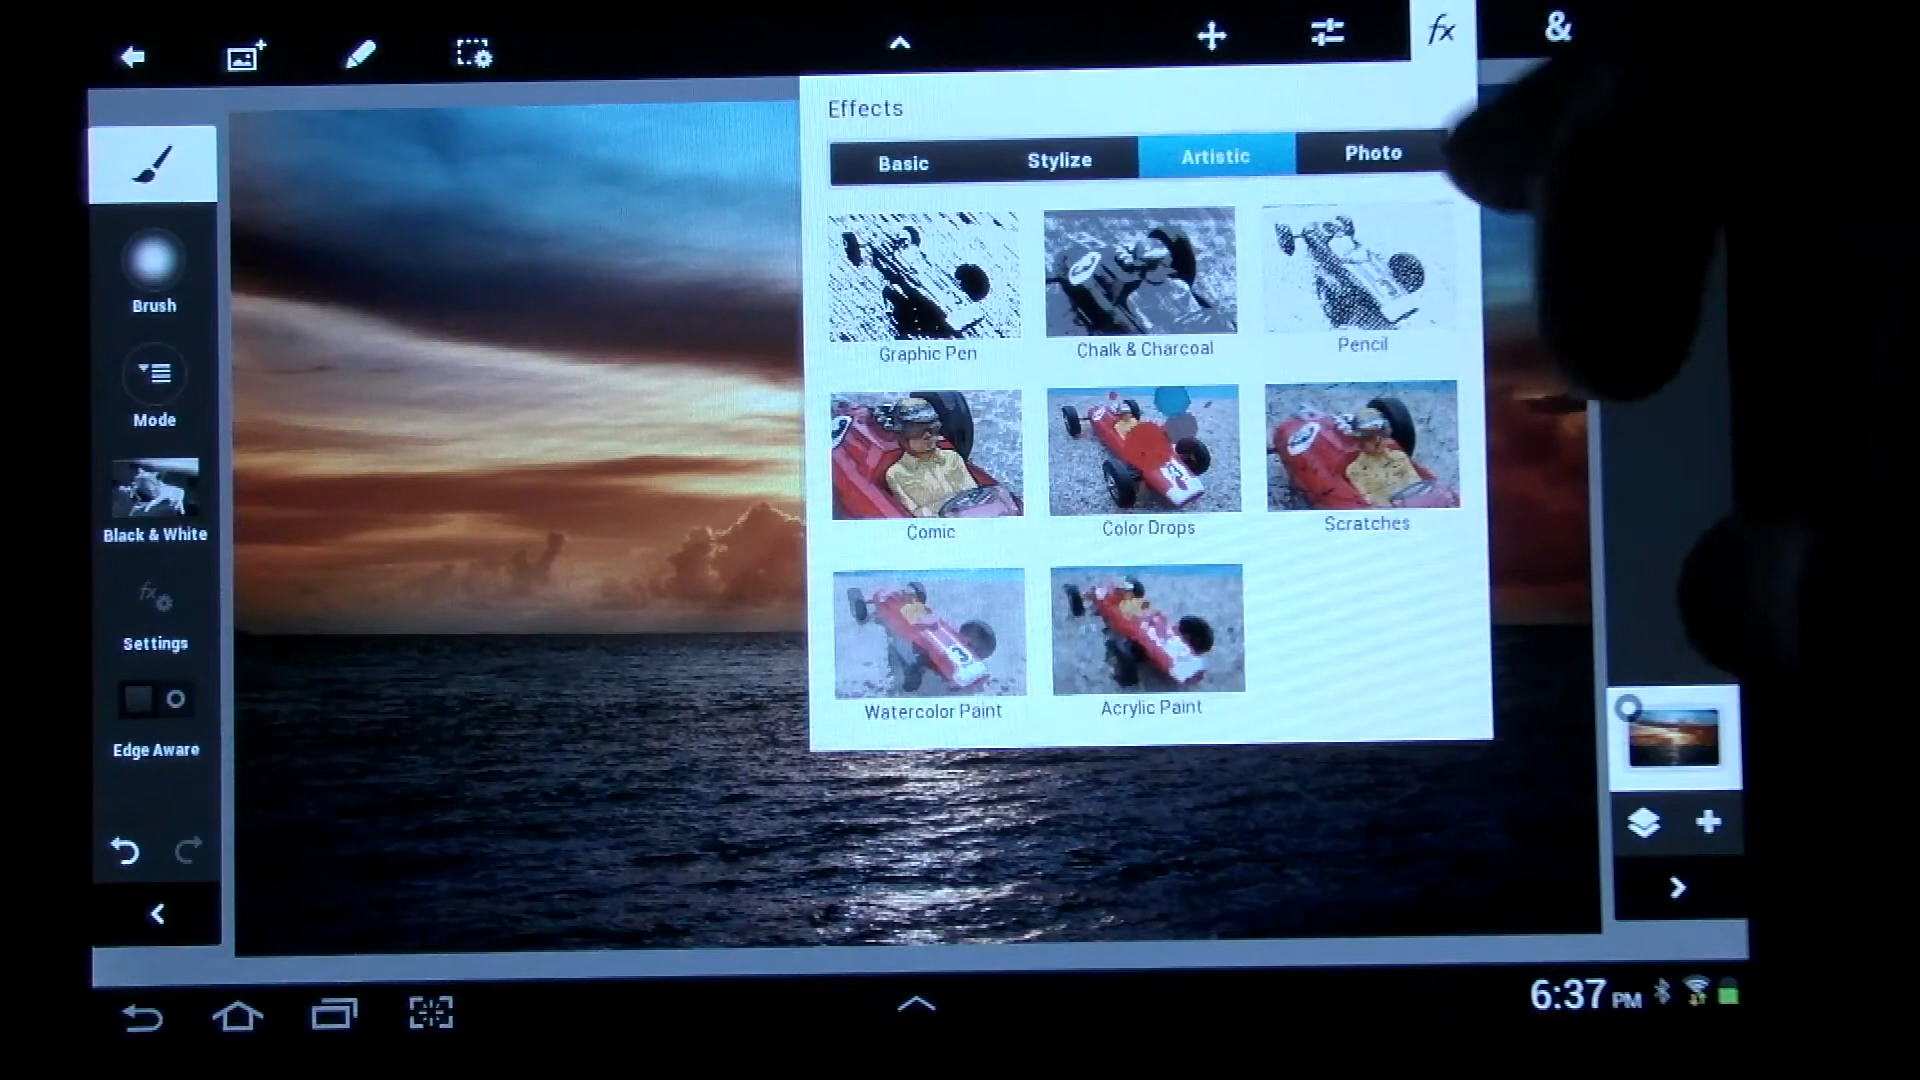 fx
&
Effects
Basic
Stylize
Artistic
Photo
Graphic Pen
Chalk & Charcoal
Pencil
Comic
Color Drops
Scratches
Watercolor Paint
Acrylic Paint
Brush
Mode
Black & White
fx
Settings
Edge Aware
6:37 PM